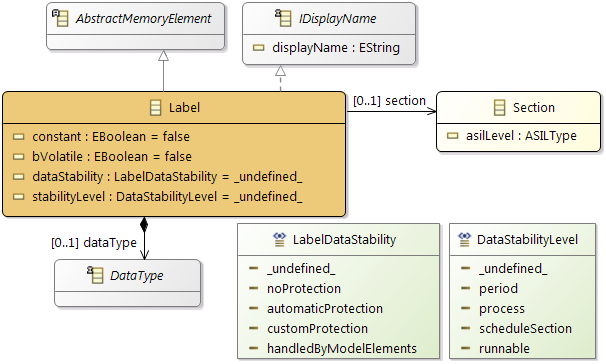 AbstractMemoryElement
IDisplayName
displayName : EString
Label
constant : EBoolean = false
bVolatile : EBoolean = false
dataStability : LabelDataStability = _undefined_
stabilityLevel : DataStabilityLevel = _undefined_
[0..1] section
Section
asilLevel : ASILType
[0..1] dataType
DataType
LabelDataStability
_undefined_
noProtection
automaticProtection
customProtection
handledByModelElements
DataStabilityLevel
_undefined_
period
process
scheduleSection
runnable